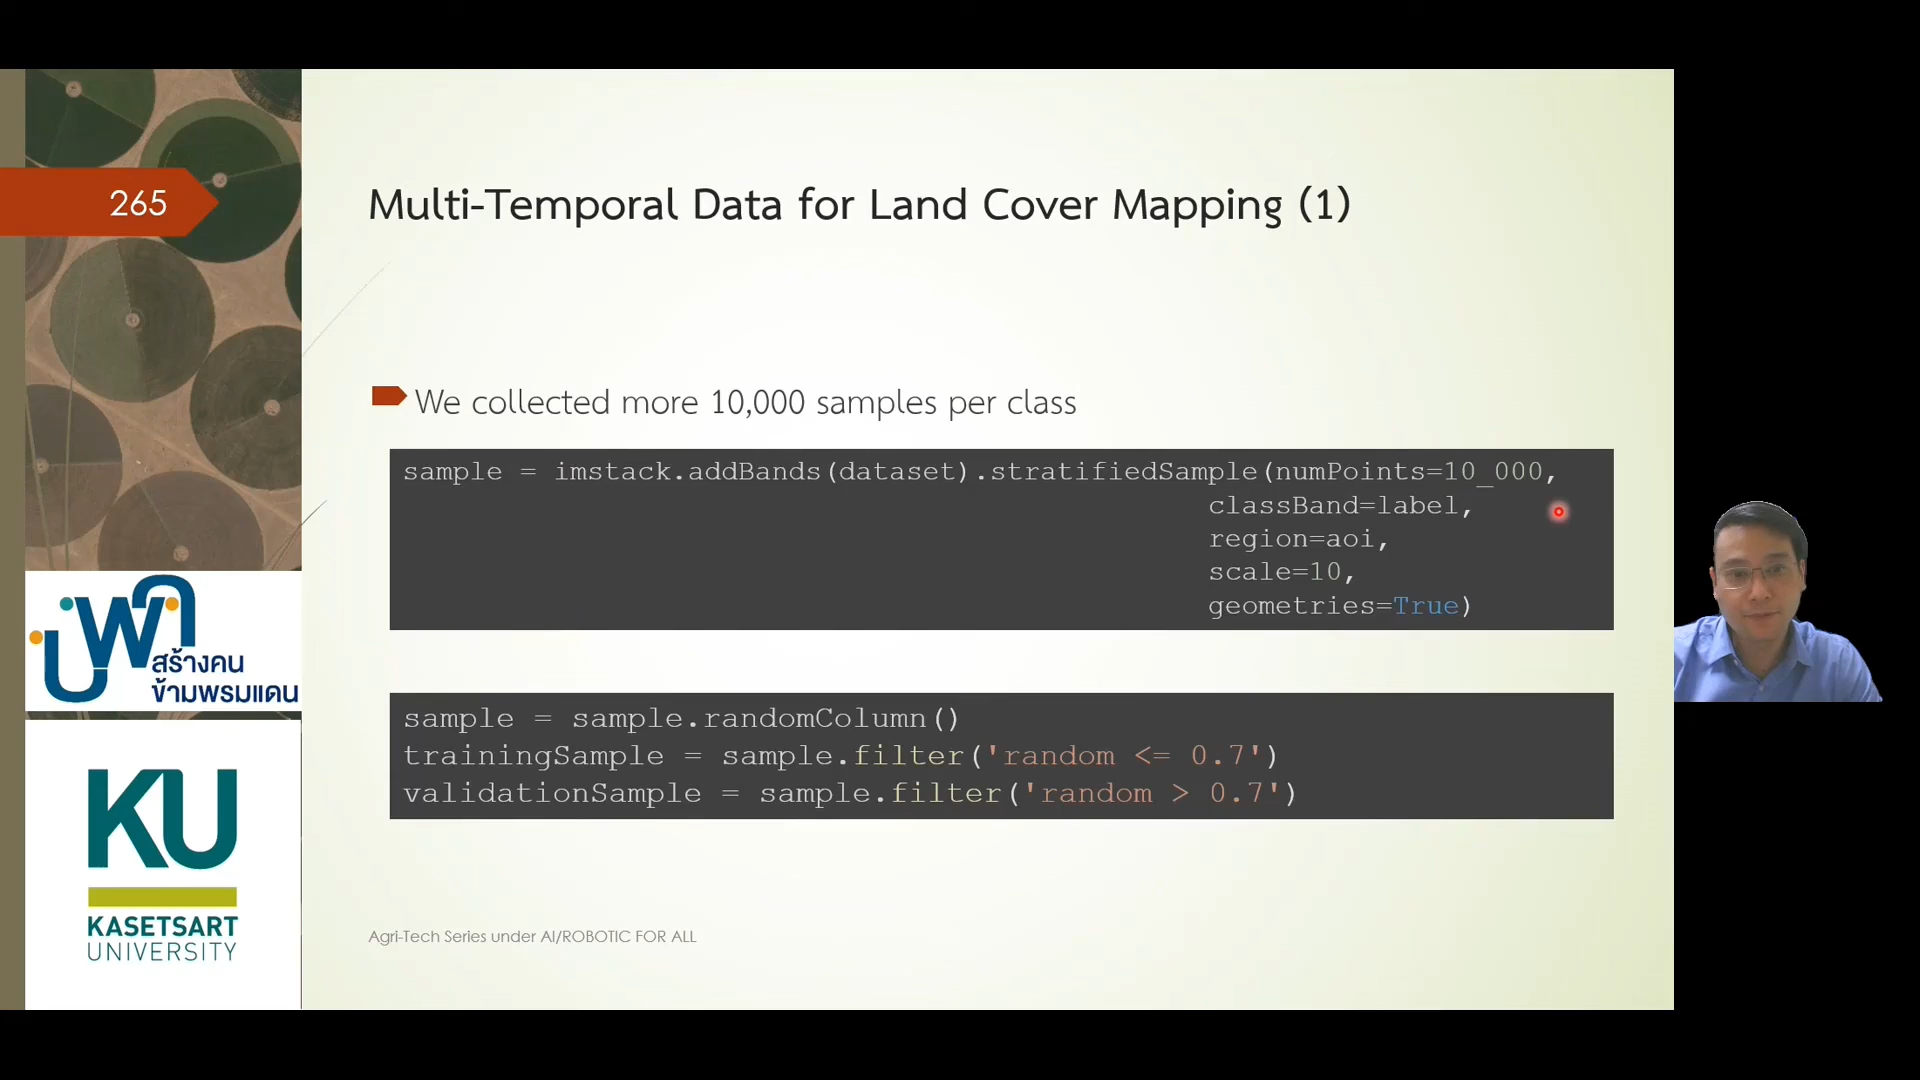 265
Multi-Temporal Data for Land Cover Mapping (1)
We collected more 10,000 samples per class
sample = imstack.addBands(dataset).stratifiedSample(numPoints=10_000,
classBand=label,
region=aoi,
scale=10,
geometries=True)
sample = sample.randomColumn()
trainingSample = sample.filter('random <= 0.7')
validationSample = sample.filter('random > 0.7')
Agri-Tech Series under AI/ROBOTIC FOR ALL
สร้างคน
ข้ามพรมแดน
KU
KASETSART
UNIVERSITY